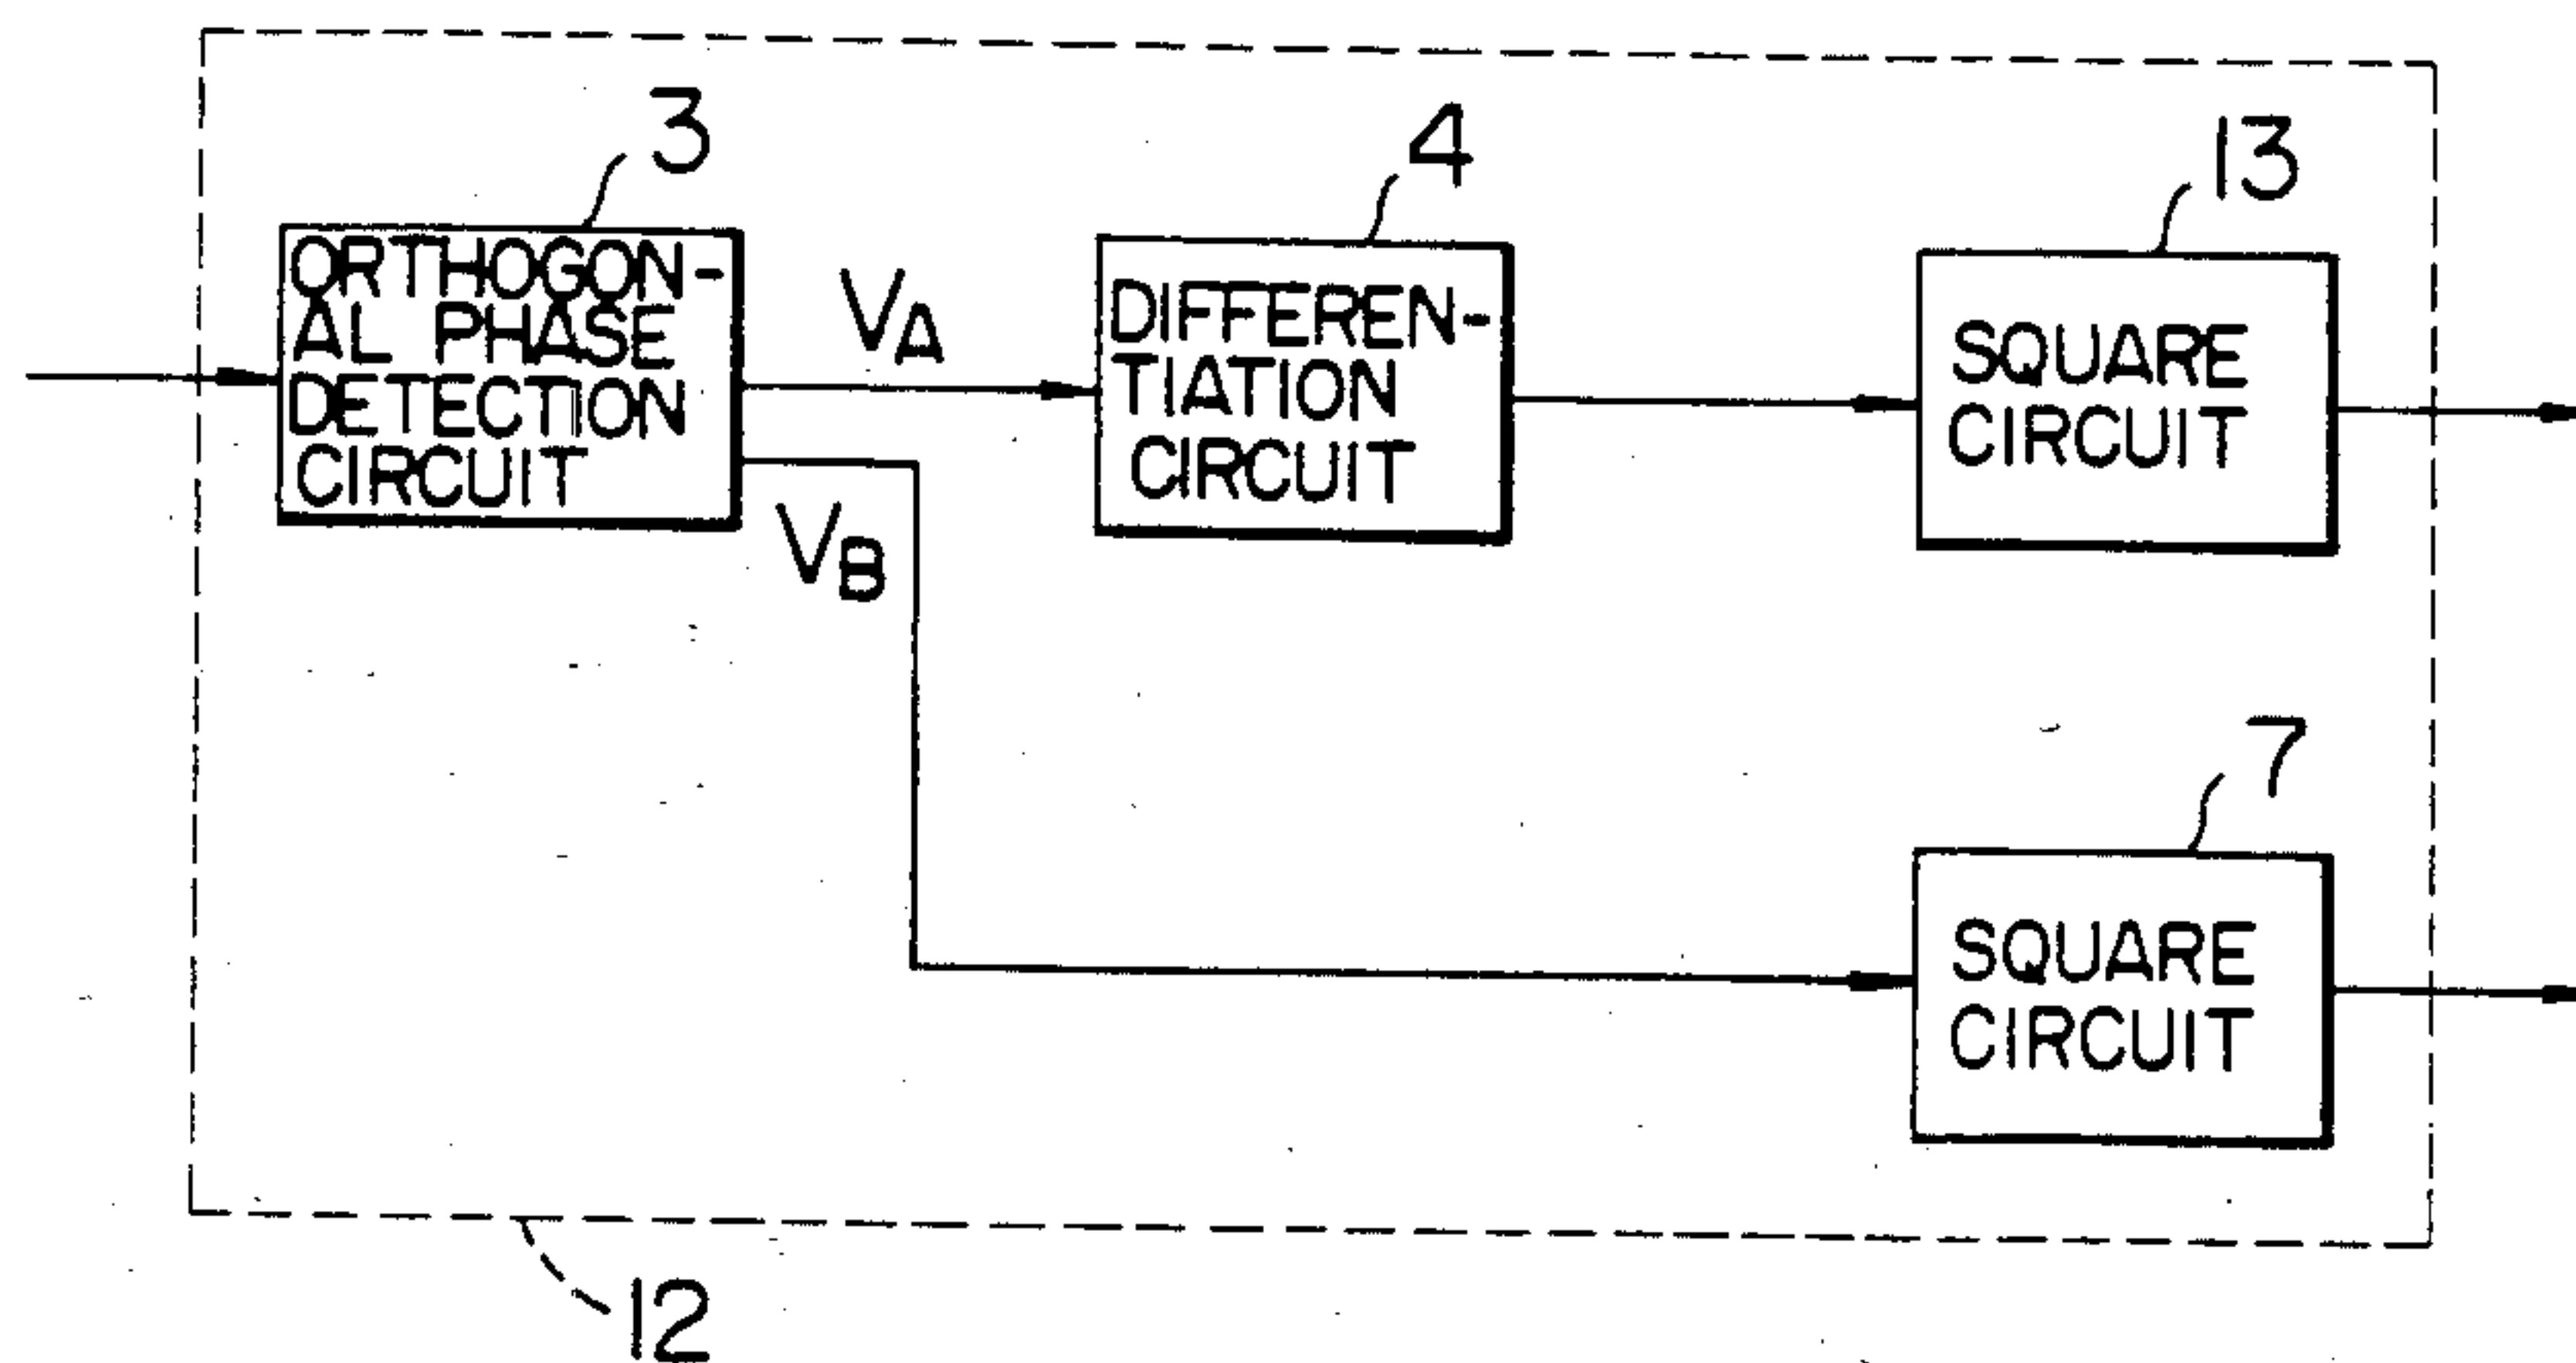 3
4
13
ORTHOGON-
AL PHASE
DETECTION
CIRCUIT
VA
DIFFEREN-
TIATION
CIRCUIT
SQUARE
CIRCUIT
VB
7
SQUARE
CIRCUIT
12